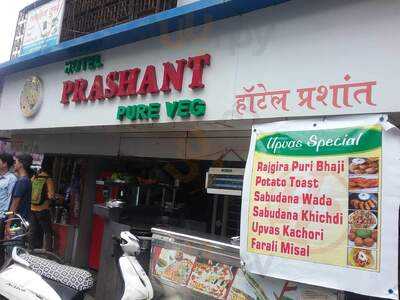 HOTEL
PRASHANT
PURE VEG
हॉटेल प्रशांत
Upvas Special
Rajgira Puri Bhaji
Potato Toast
Sabudana Wada
Sabudana Khichdi
Upvas Kachori
Farali Misal